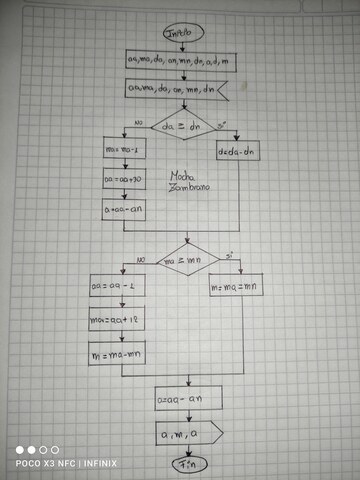 Inicio
aa,ma,da, an,mn,dn,a,d,m
aa,ma,da, an, mn, dn
NO
da ≥ dn
Sí
ma=ma-1
d=da-dn
aa=aa+30
Mocha
Zambrano
a=aa-an
NO
ma ≥ mn
Sí
aa=aa-1
m=ma=mn
ma=aa+12
m=ma-mn
a=aa-an
a,m,a
Fin
POCO X3 NFC | INFINIX